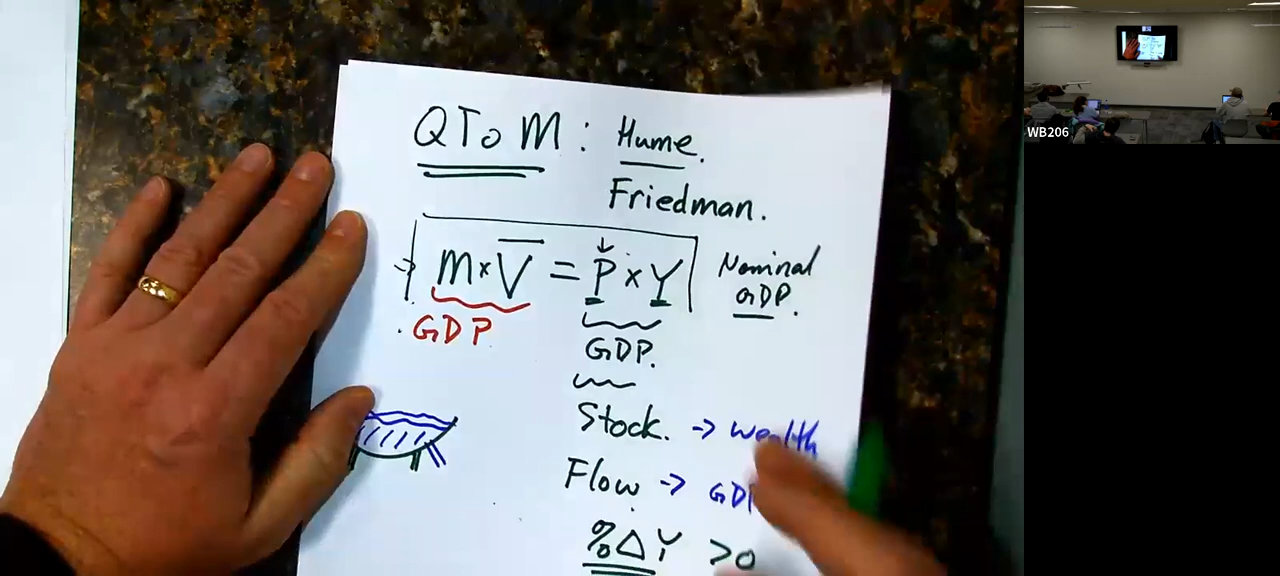 QToM: Hume.
Friedman.
M x V = P x Y Nominal GDP.
GDP GDP.
Stock. → wealth
Flow → GDP
%ΔY >0
WB206